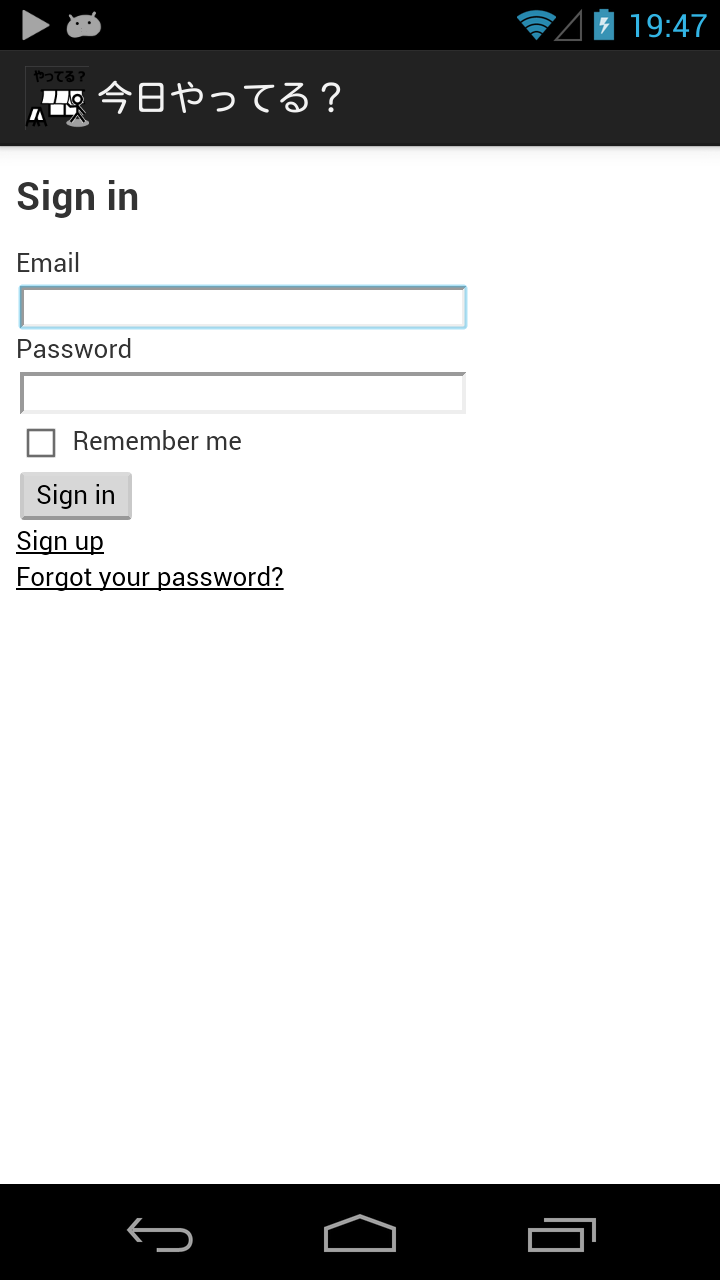 19:47
やってる？
今日やってる？
Sign in
Email
Password
Remember me
Sign in
Sign up
Forgot your password?